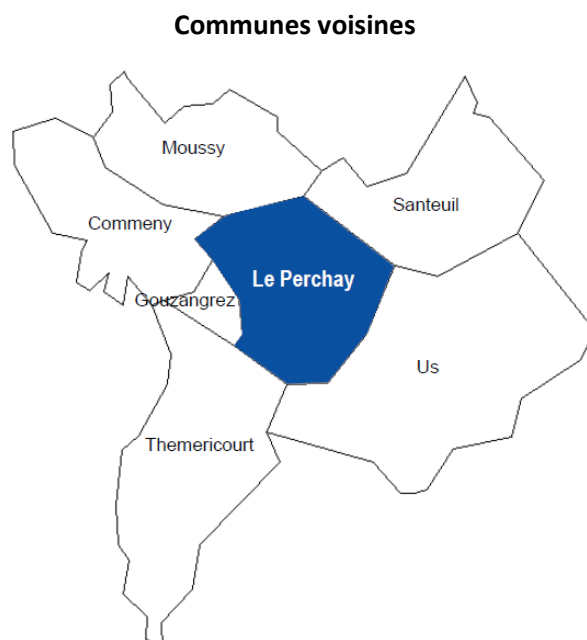 Communes voisines
Moussy
Santeuil
Commeny
Le Perchay
Gouzangrez
Us
Themericourt